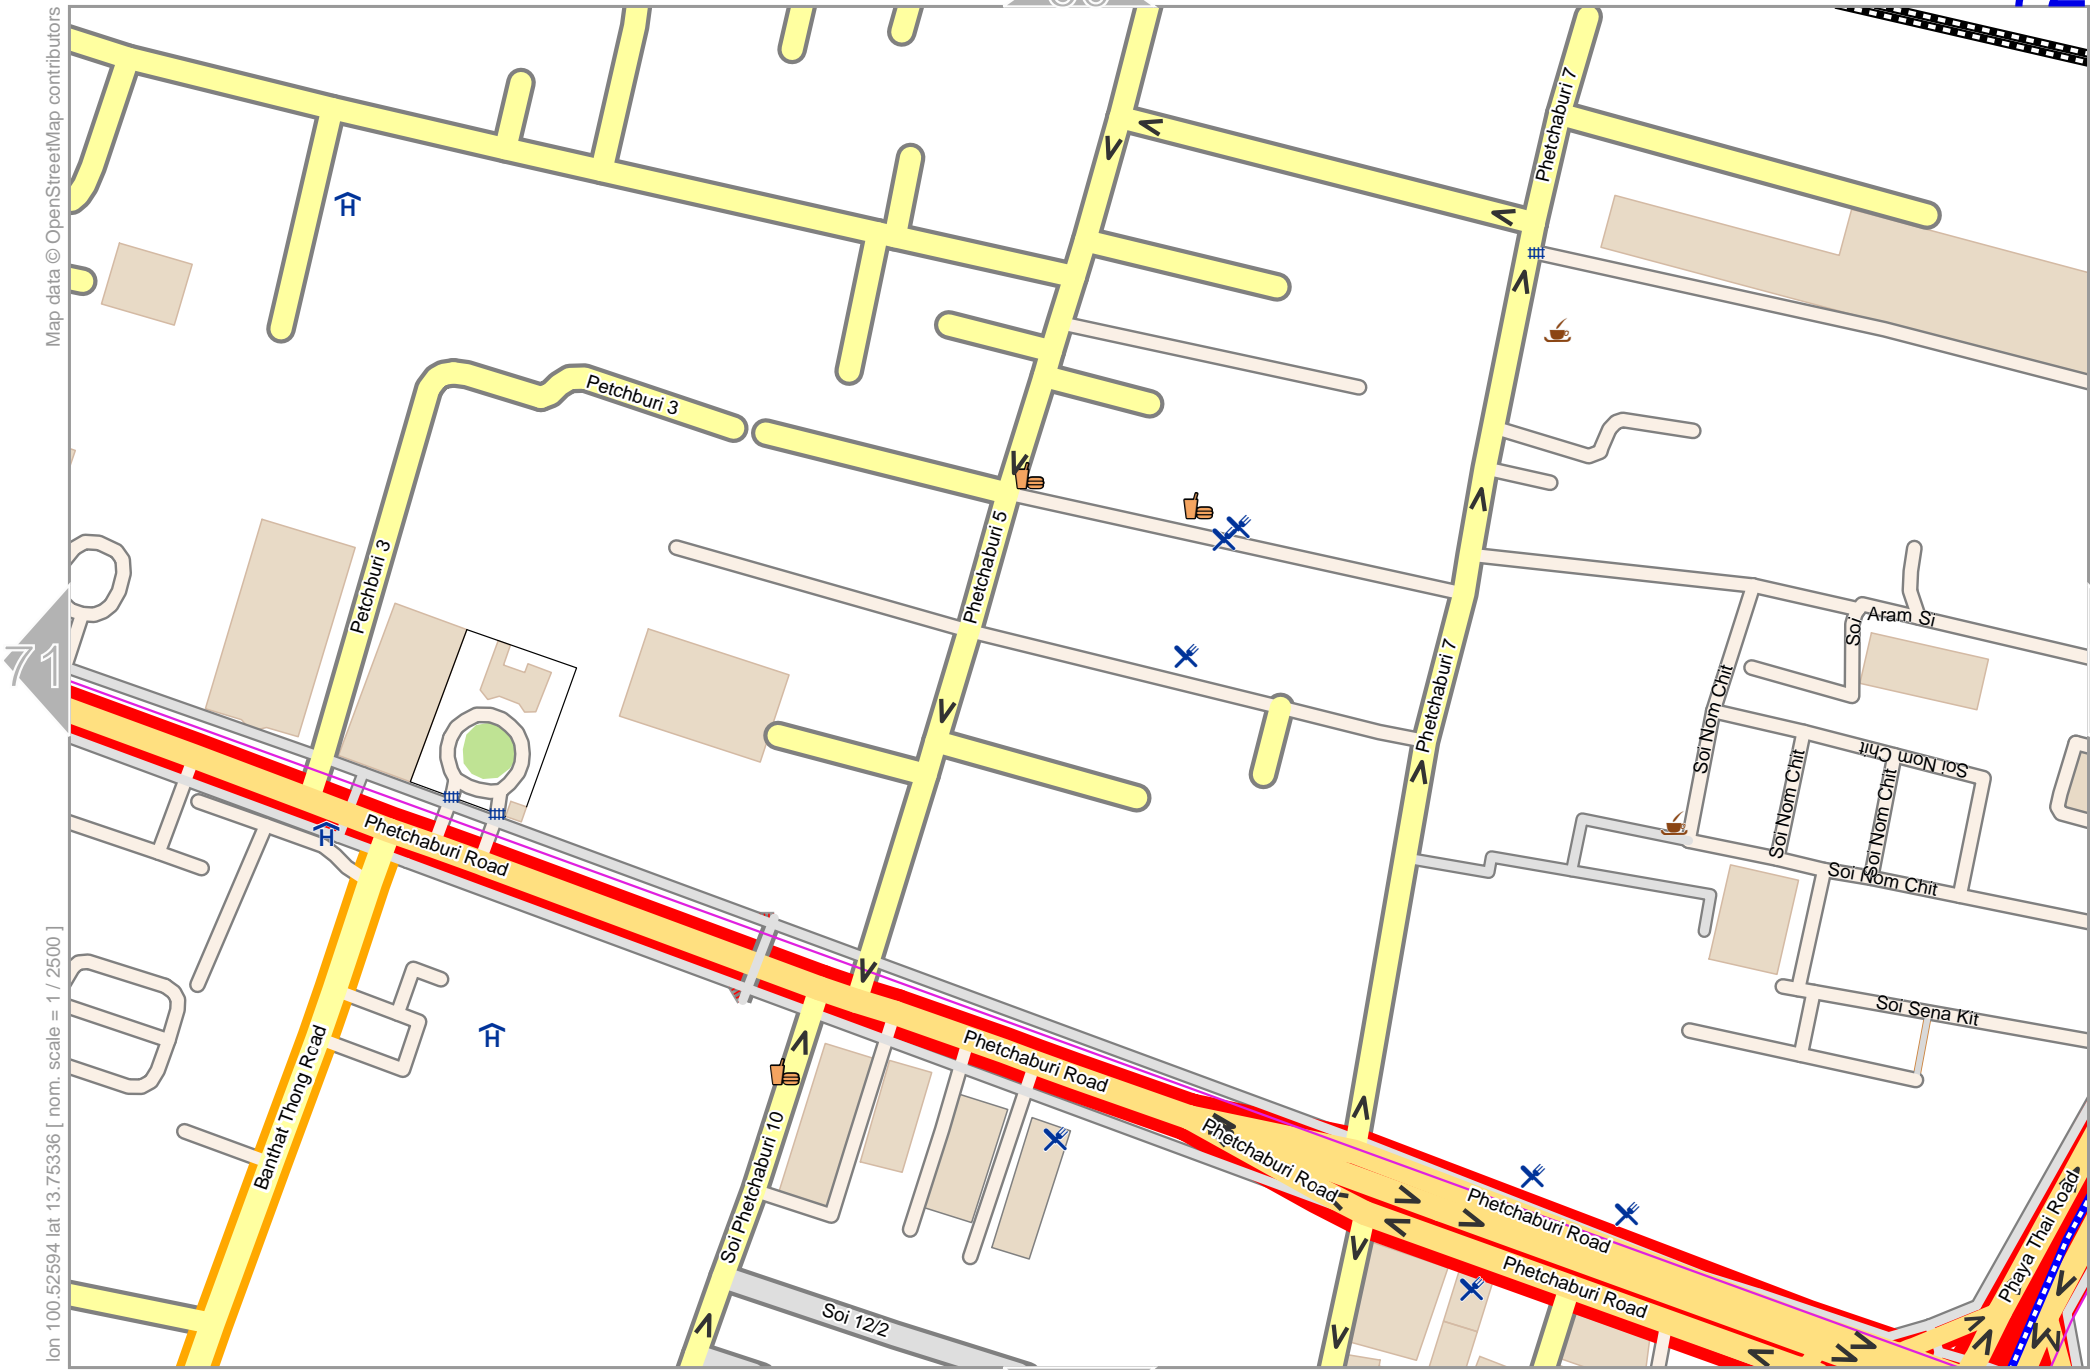 Map data © OpenStreetMap contributors
lon 100.52594 lat 13.75336 [ nom. scale = 1 / 2500 ]
71
Phetchaburi 7
Petchburi 3
Petchburi 3
Phetchaburi 5
Phetchaburi 7
Aram Si
Soi
Soi Nom Chit
Soi Nom Chit
Soi Nom Chit
Soi Nom Chit
Soi Nom Chit
Soi Sena Kit
Phetchaburi Road
Phetchaburi Road
Phetchaburi Road
Phetchaburi Road
Phetchaburi Road
Banthat Thong Road
Soi Phetchaburi 10
Soi 12/2
Phaya Thai Road